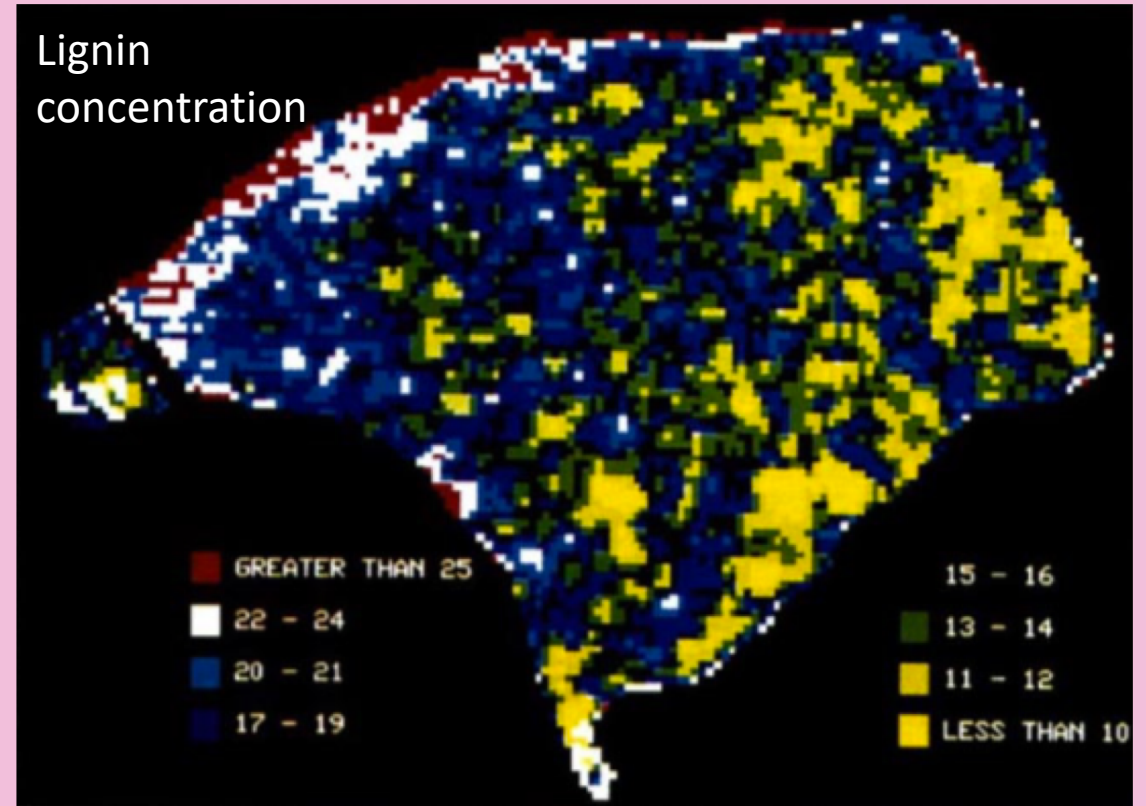 Lignin
concentration
GREATER THAN 25
22 - 24
20 - 21
17 - 19
15 - 16
13 - 14
11 - 12
LESS THAN 10